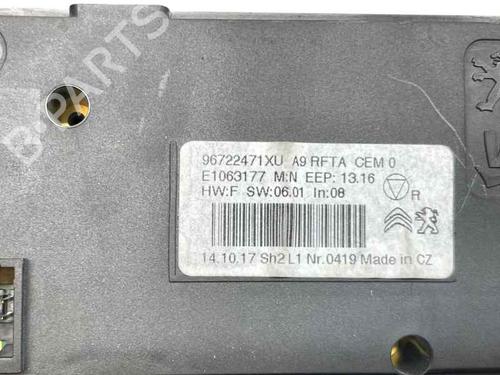 B-PARTS
96722471XU A9 RFTA CEM 0
E1063177 M:N EEP: 13.16
HW:F SW:06.01 In:08
R
14.10.17 Sh2 L1 Nr.0419 Made in CZ